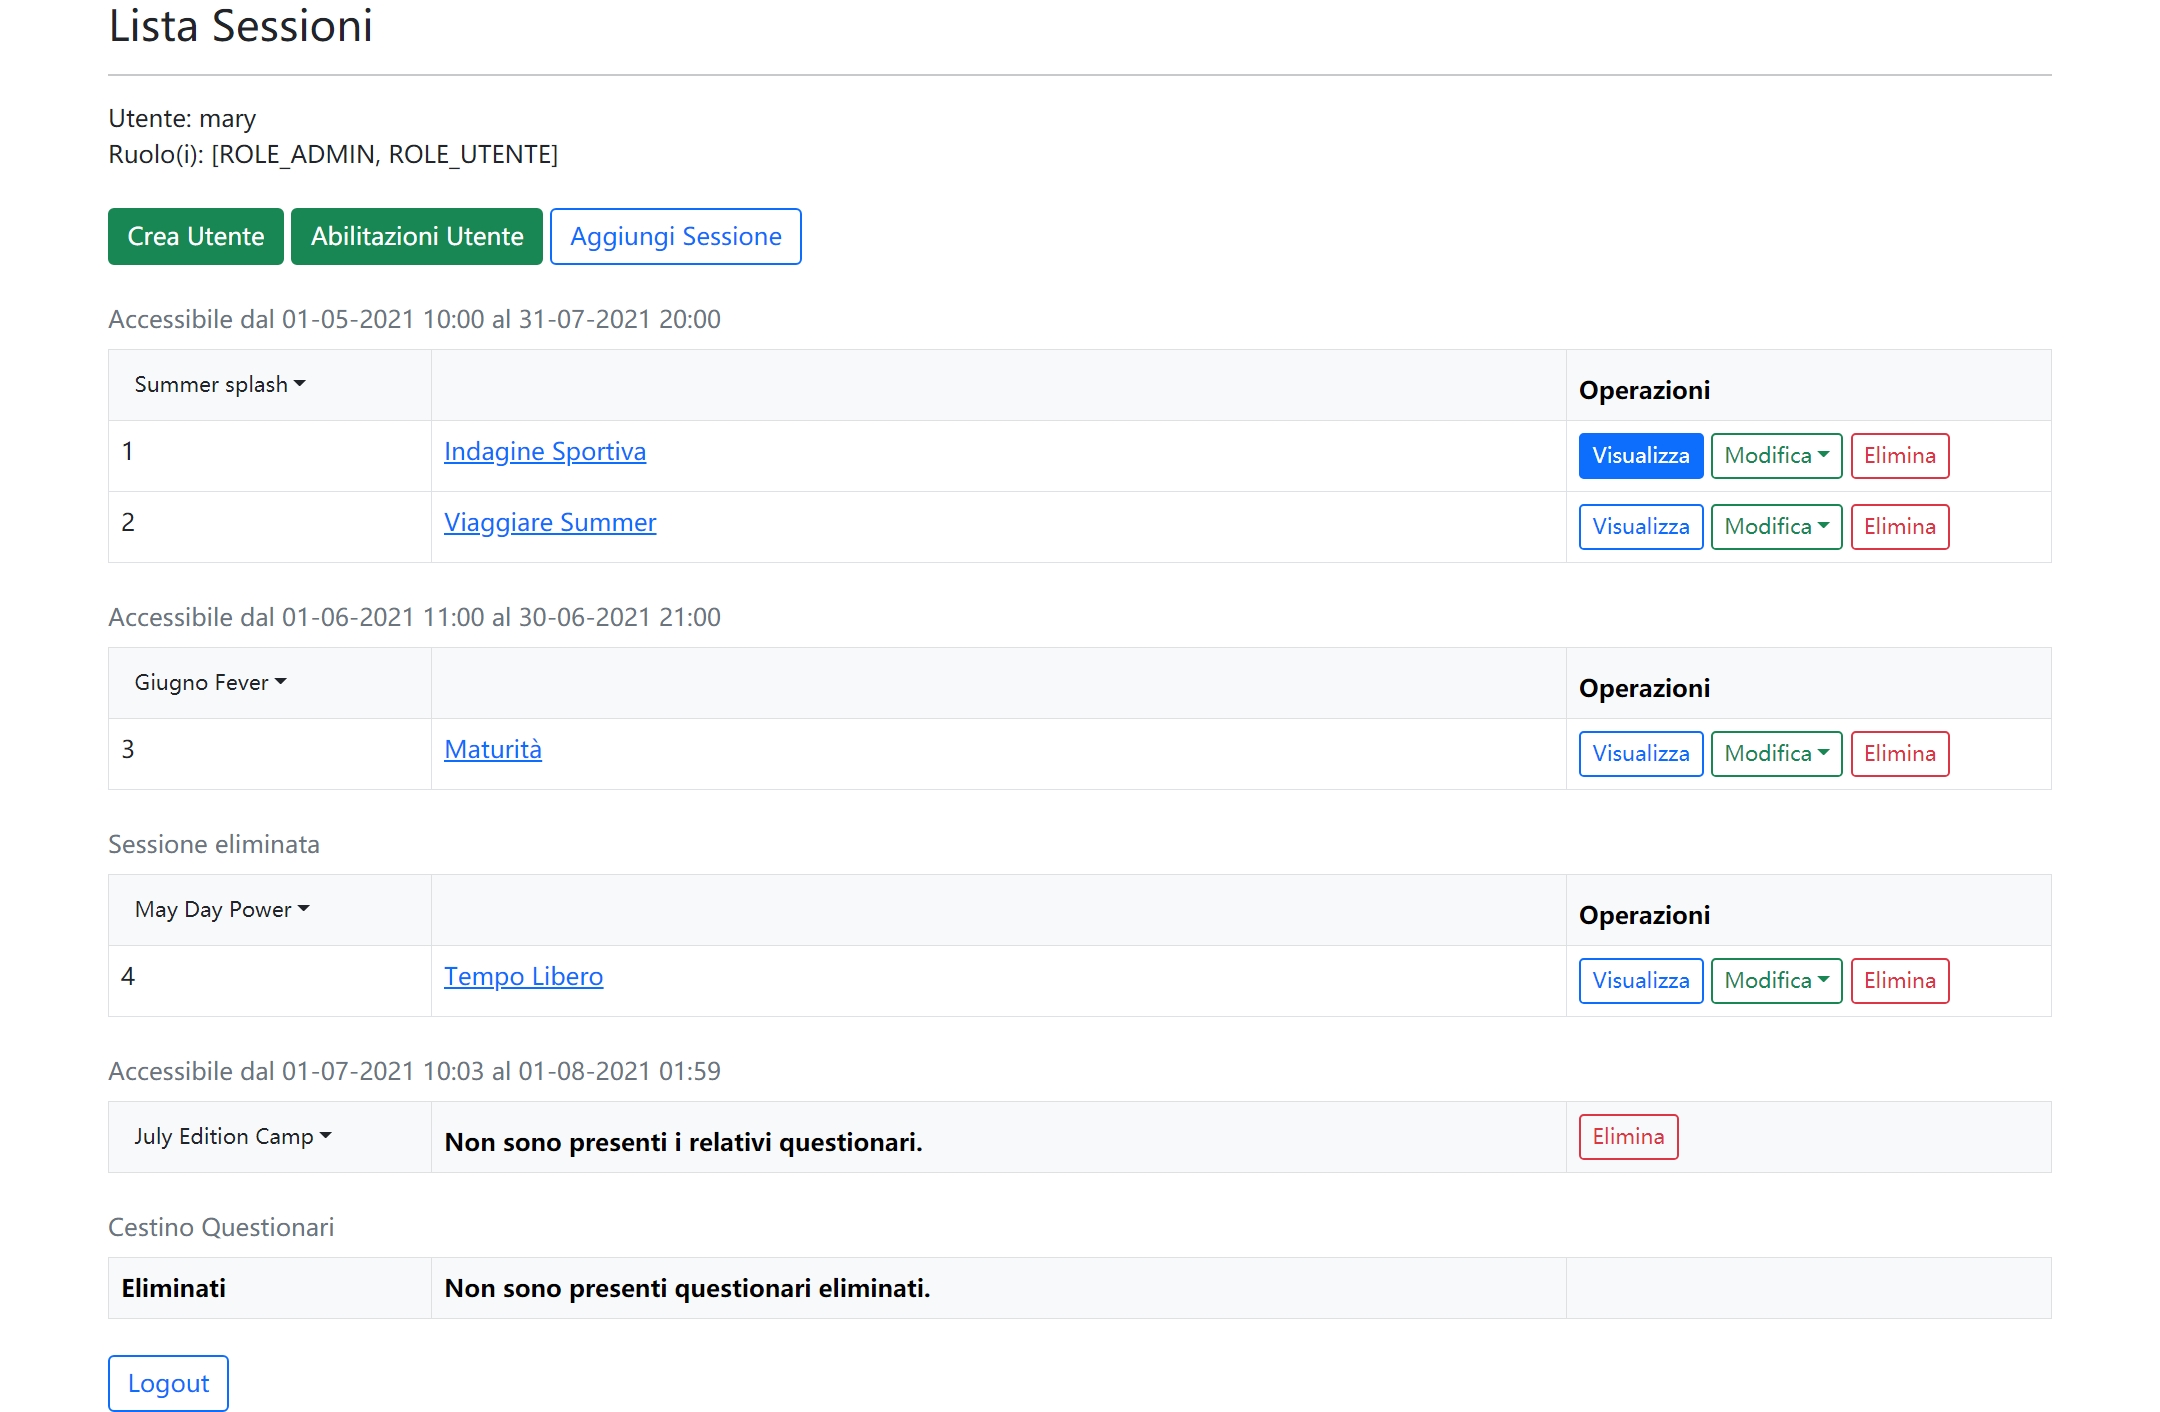 Lista Sessioni
Utente: mary
Ruolo(i): [ROLE_ADMIN, ROLE_UTENTE]
Crea Utente Abilitazioni Utente Aggiungi Sessione
Accessibile dal 01-05-2021 10:00 al 31-07-2021 20:00
Summer splash Operazioni
1 Indagine Sportiva Visualizza Modifica Elimina
2 Viaggiare Summer Visualizza Modifica Elimina
Accessibile dal 01-06-2021 11:00 al 30-06-2021 21:00
Giugno Fever Operazioni
3 Maturità Visualizza Modifica Elimina
Sessione eliminata
May Day Power Operazioni
4 Tempo Libero Visualizza Modifica Elimina
Accessibile dal 01-07-2021 10:03 al 01-08-2021 01:59
July Edition Camp Non sono presenti i relativi questionari. Elimina
Cestino Questionari
Eliminati Non sono presenti questionari eliminati.
Logout